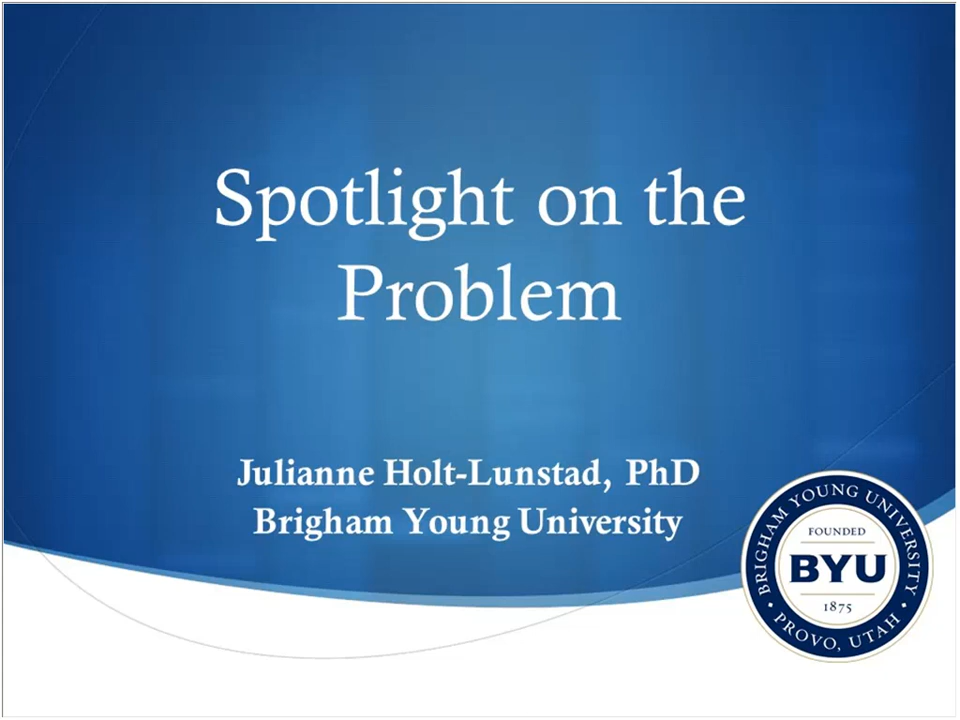 Spotlight on the
Problem
Julianne Holt-Lunstad, PhD
Brigham Young University
BRIGHAM YOUNG UNIVERSITY
FOUNDED
BYU
1875
• PROVO, UTAH •